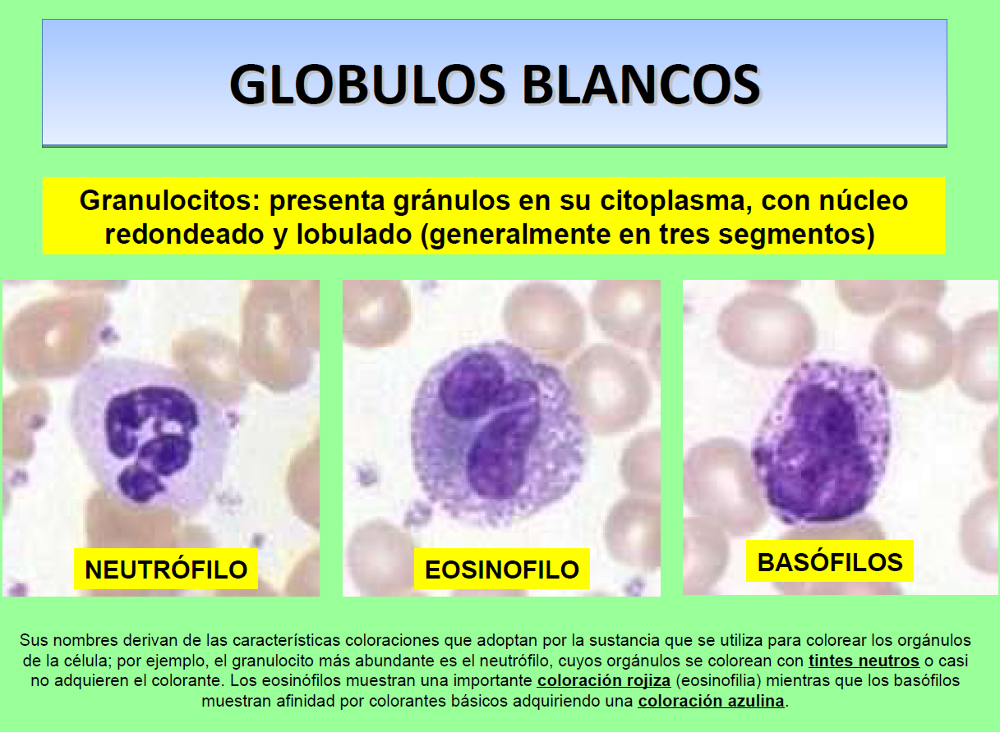 GLOBULOS BLANCOS
Granulocitos: presenta gránulos en su citoplasma, con núcleo
redondeado y lobulado (generalmente en tres segmentos)
NEUTRÓFILO
EOSINOFILO
BASÓFILOS
Sus nombres derivan de las características coloraciones que adoptan por la sustancia que se utiliza para colorear los orgánulos
de la célula; por ejemplo, el granulocito más abundante es el neutrófilo, cuyos orgánulos se colorean con tintes neutros o casi
no adquieren el colorante. Los eosinófilos muestran una importante coloración rojiza (eosinofilia) mientras que los basófilos
muestran afinidad por colorantes básicos adquiriendo una coloración azulina.